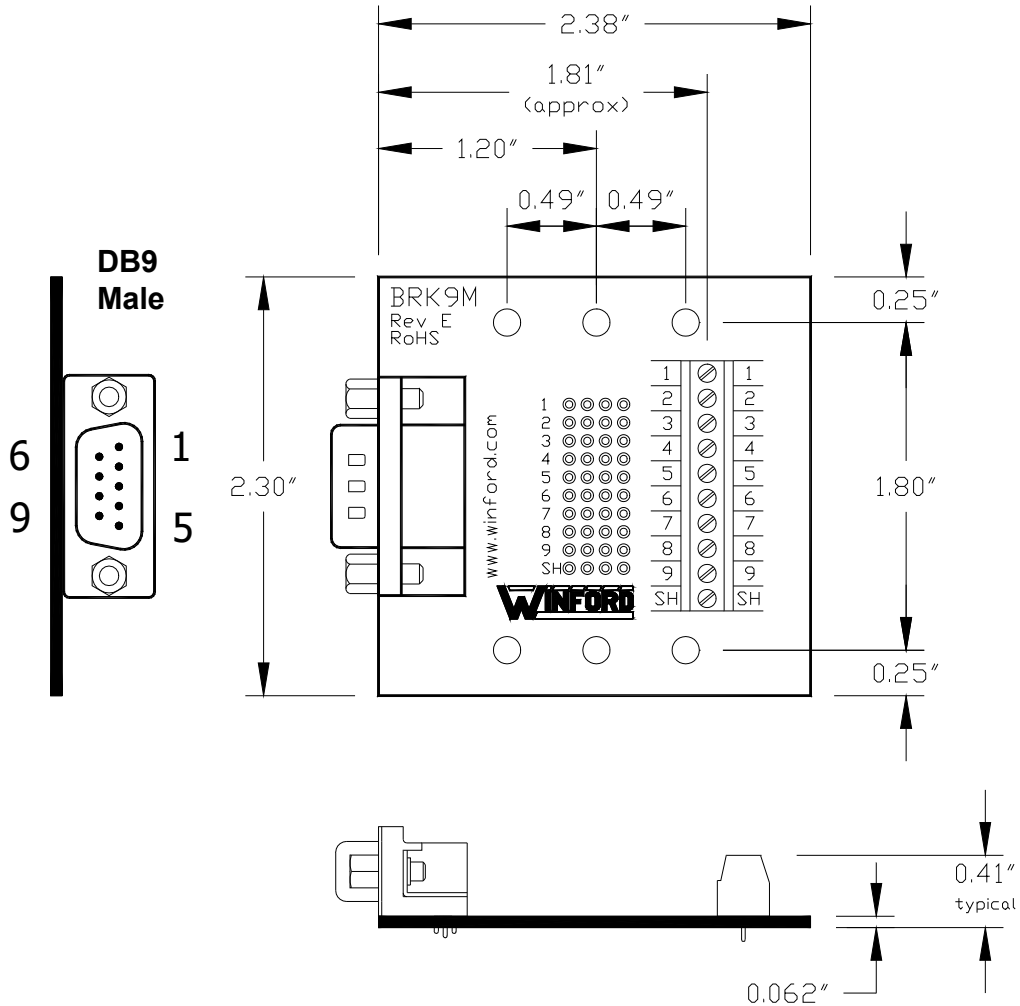 2.38"
1.81"
(approx)
1.20"
0.49" 0.49"
DB9
Male
BRK9M
Rev E
RoHS
0.25"
1 1
2 2
3 3
4 4
5 5
6 6
7 7
8 8
9 9
SH SH
1
2
3
4
5
6
7
8
9
SH
www.winford.com
WINFORD
6 1
9 5
2.30"
1.80"
0.25"
0.41"
typical
0.062"